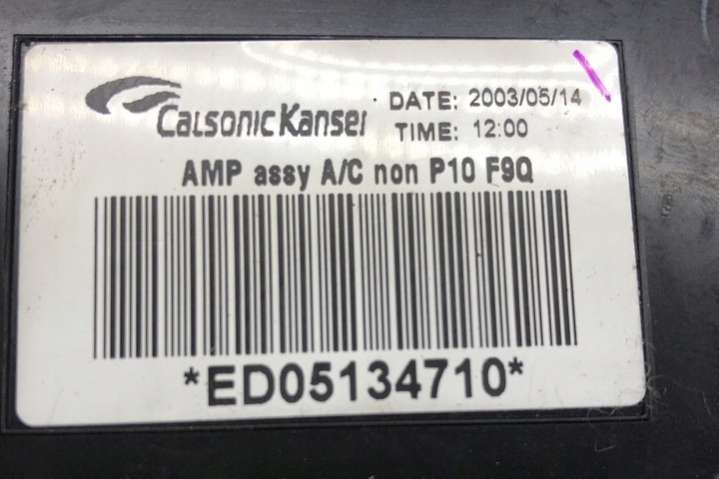 CalsonicKansei
DATE: 2003/05/14
TIME: 12:00
AMP assy A/C non P10 F9Q
*ED05134710*